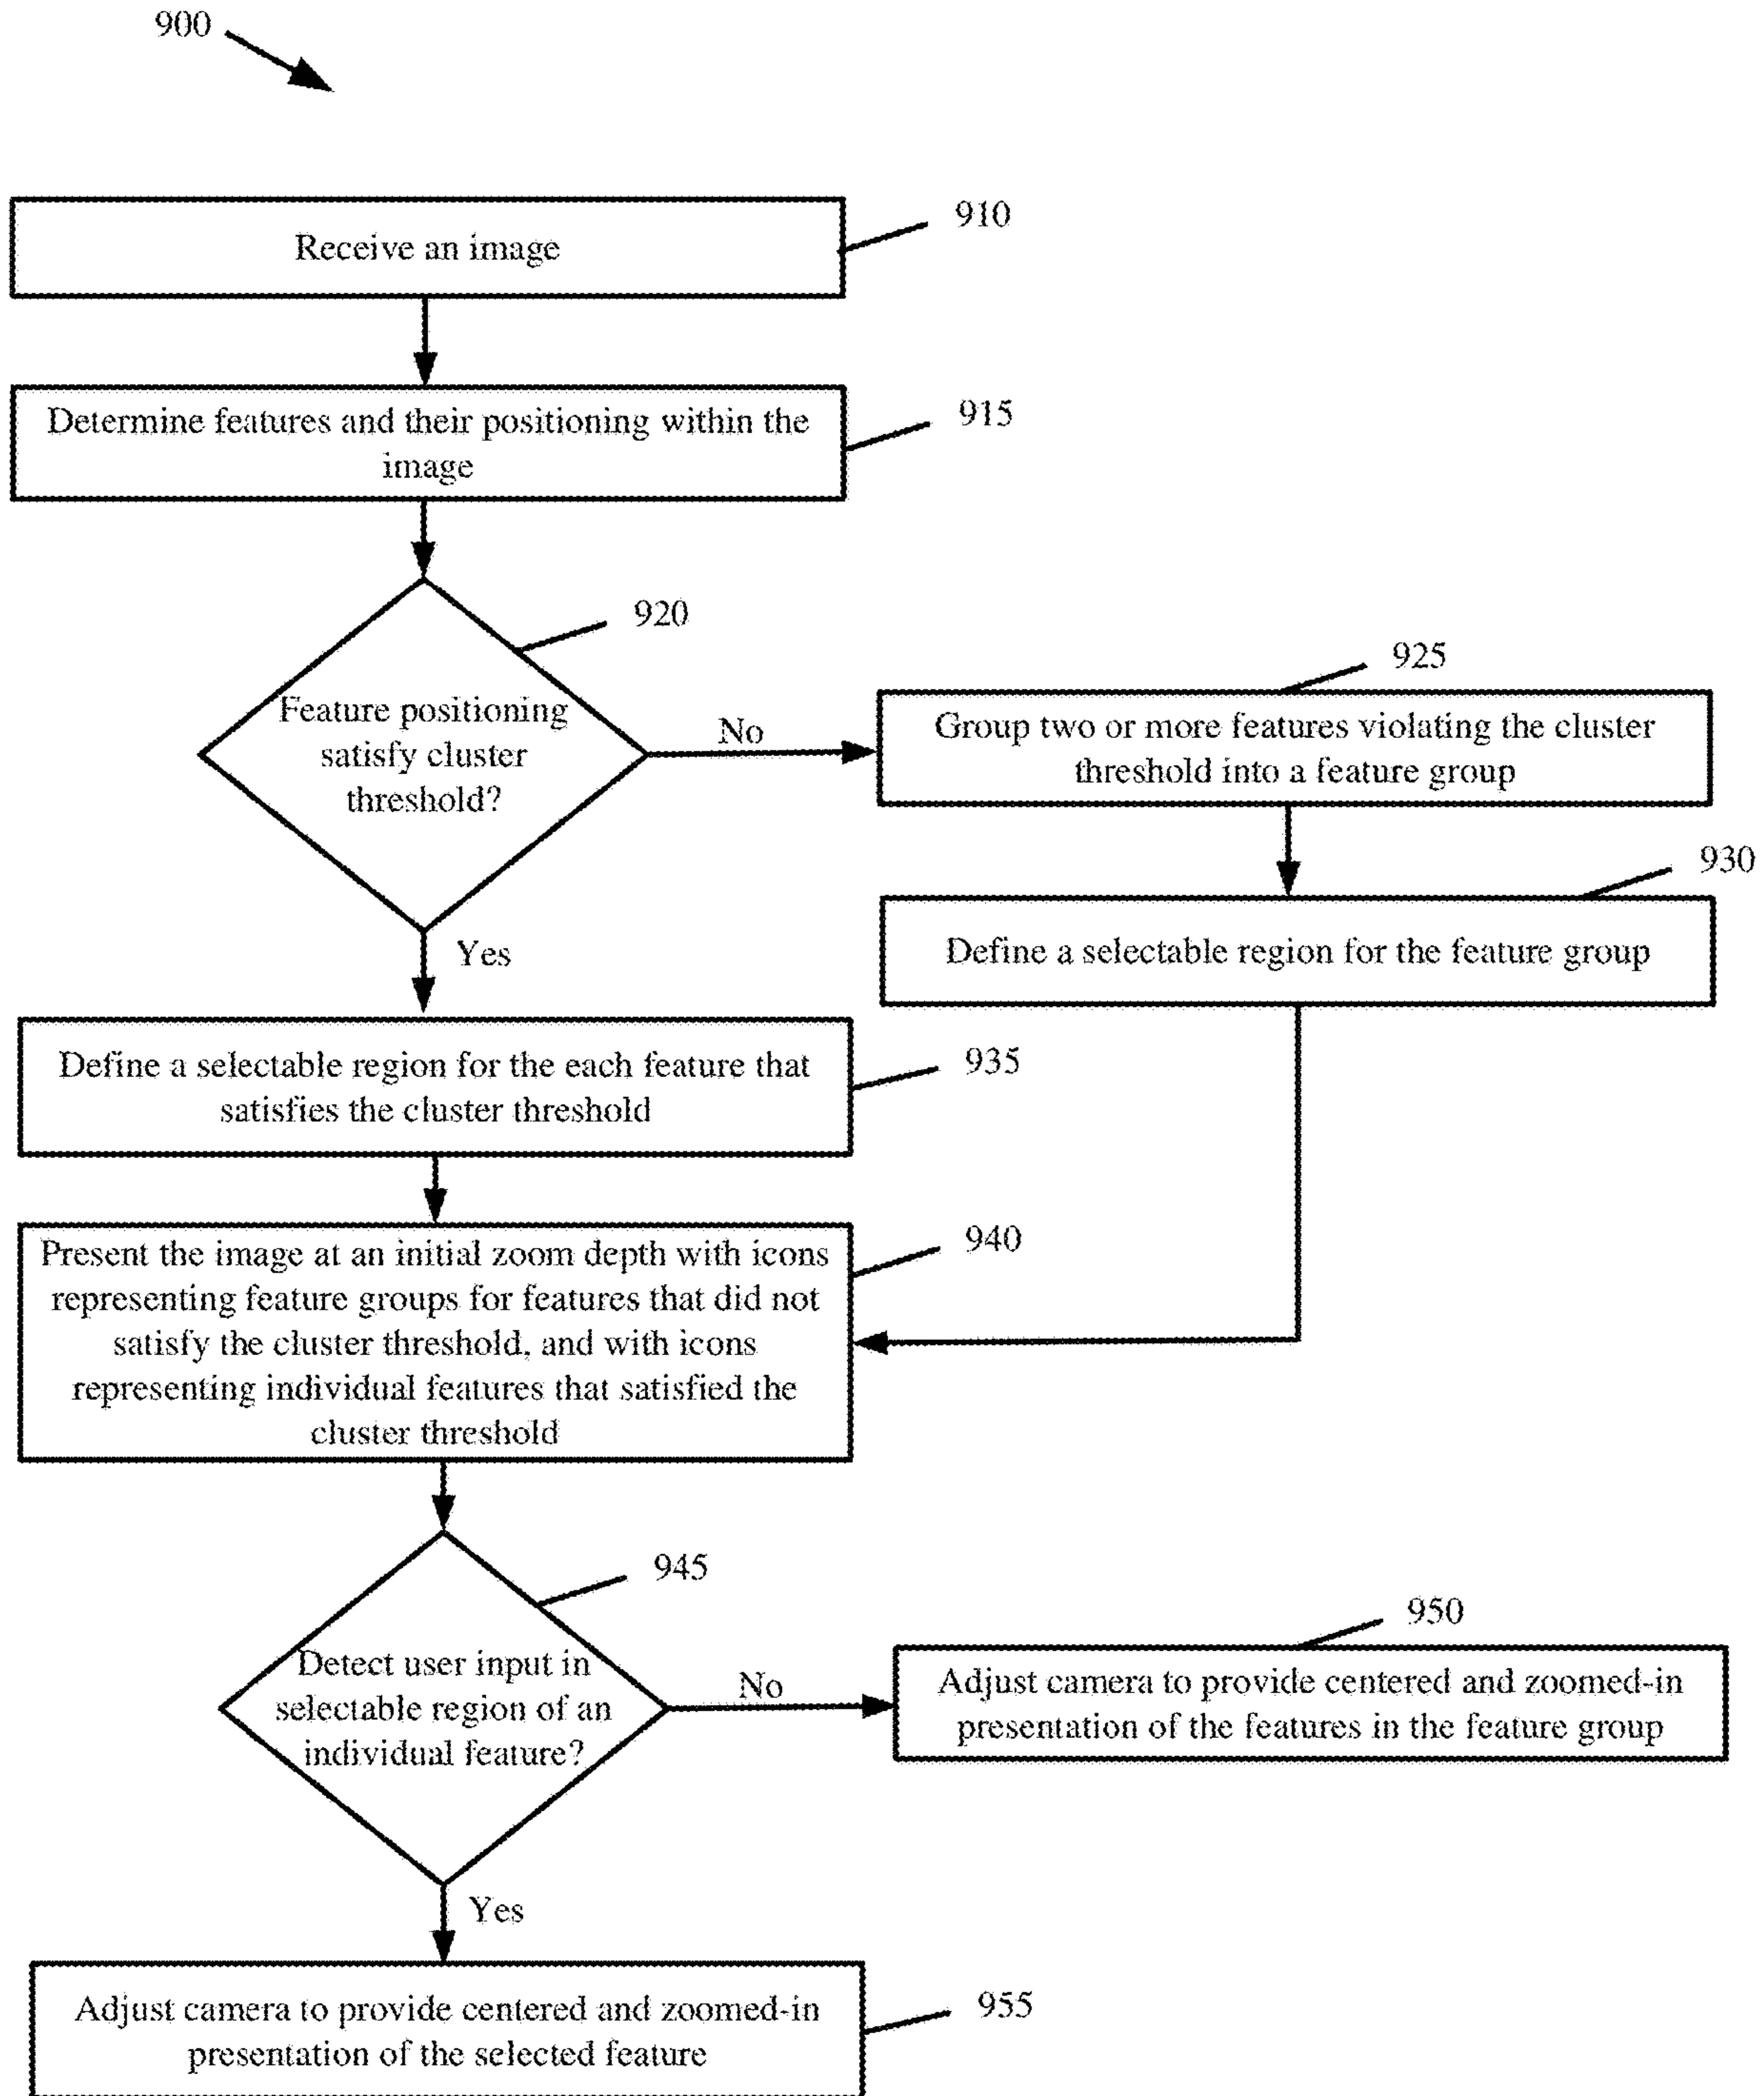 900
910
Receive an image
915
Determine features and their positioning within the
image
920
Feature positioning
satisfy cluster
threshold?
No
925
Group two or more features violating the cluster
threshold into a feature group
930
Define a selectable region for the feature group
Yes
935
Define a selectable region for the each feature that
satisfies the cluster threshold
940
Present the image at an initial zoom depth with icons
representing feature groups for features that did not
satisfy the cluster threshold, and with icons
representing individual features that satisfied the
cluster threshold
945
Detect user input in
selectable region of an
individual feature?
No
950
Adjust camera to provide centered and zoomed-in
presentation of the features in the feature group
Yes
955
Adjust camera to provide centered and zoomed-in
presentation of the selected feature